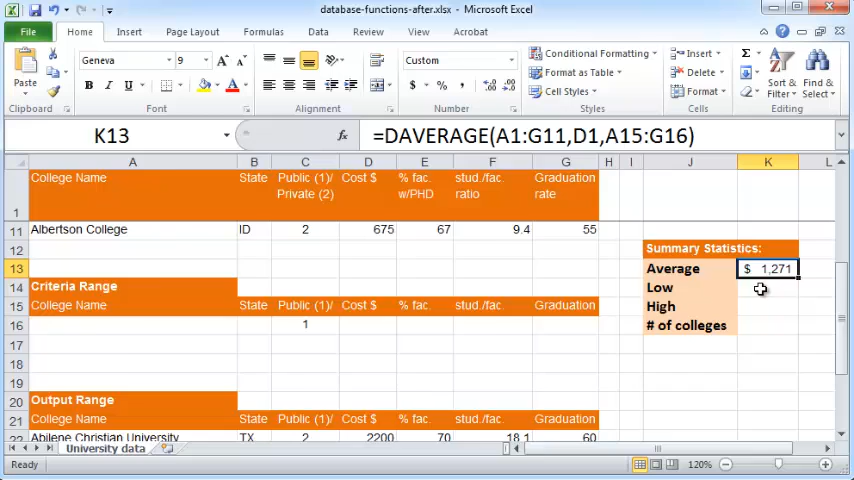 database-functions-after.xlsx - Microsoft Excel
File Home Insert Page Layout Formulas Data Review View Acrobat
Paste
Geneva 9
B I U
Custom
$ % ,
Conditional Formatting
Format as Table
Cell Styles
Insert
Delete
Format
Sort & Filter
Find & Select
Clipboard Font Alignment Number Styles Cells Editing
K13 fx =DAVERAGE(A1:G11,D1,A15:G16)
A B C D E F G H I J K L
1 College Name State Public (1)/ Private (2) Cost $ % fac. w/PHD stud./fac. ratio Graduation rate
11 Albertson College ID 2 675 67 9.4 55
12 Summary Statistics:
13 Average $ 1,271
14 Criteria Range Low
15 College Name State Public (1)/ Cost $ % fac. stud./fac. Graduation High
16 1 # of colleges
17
18
19
20 Output Range
21 College Name State Public (1)/ Cost $ % fac. stud./fac. Graduation
22 Abilene Christian University TX 2 2200 70 18.1 60
University data
Ready 120%